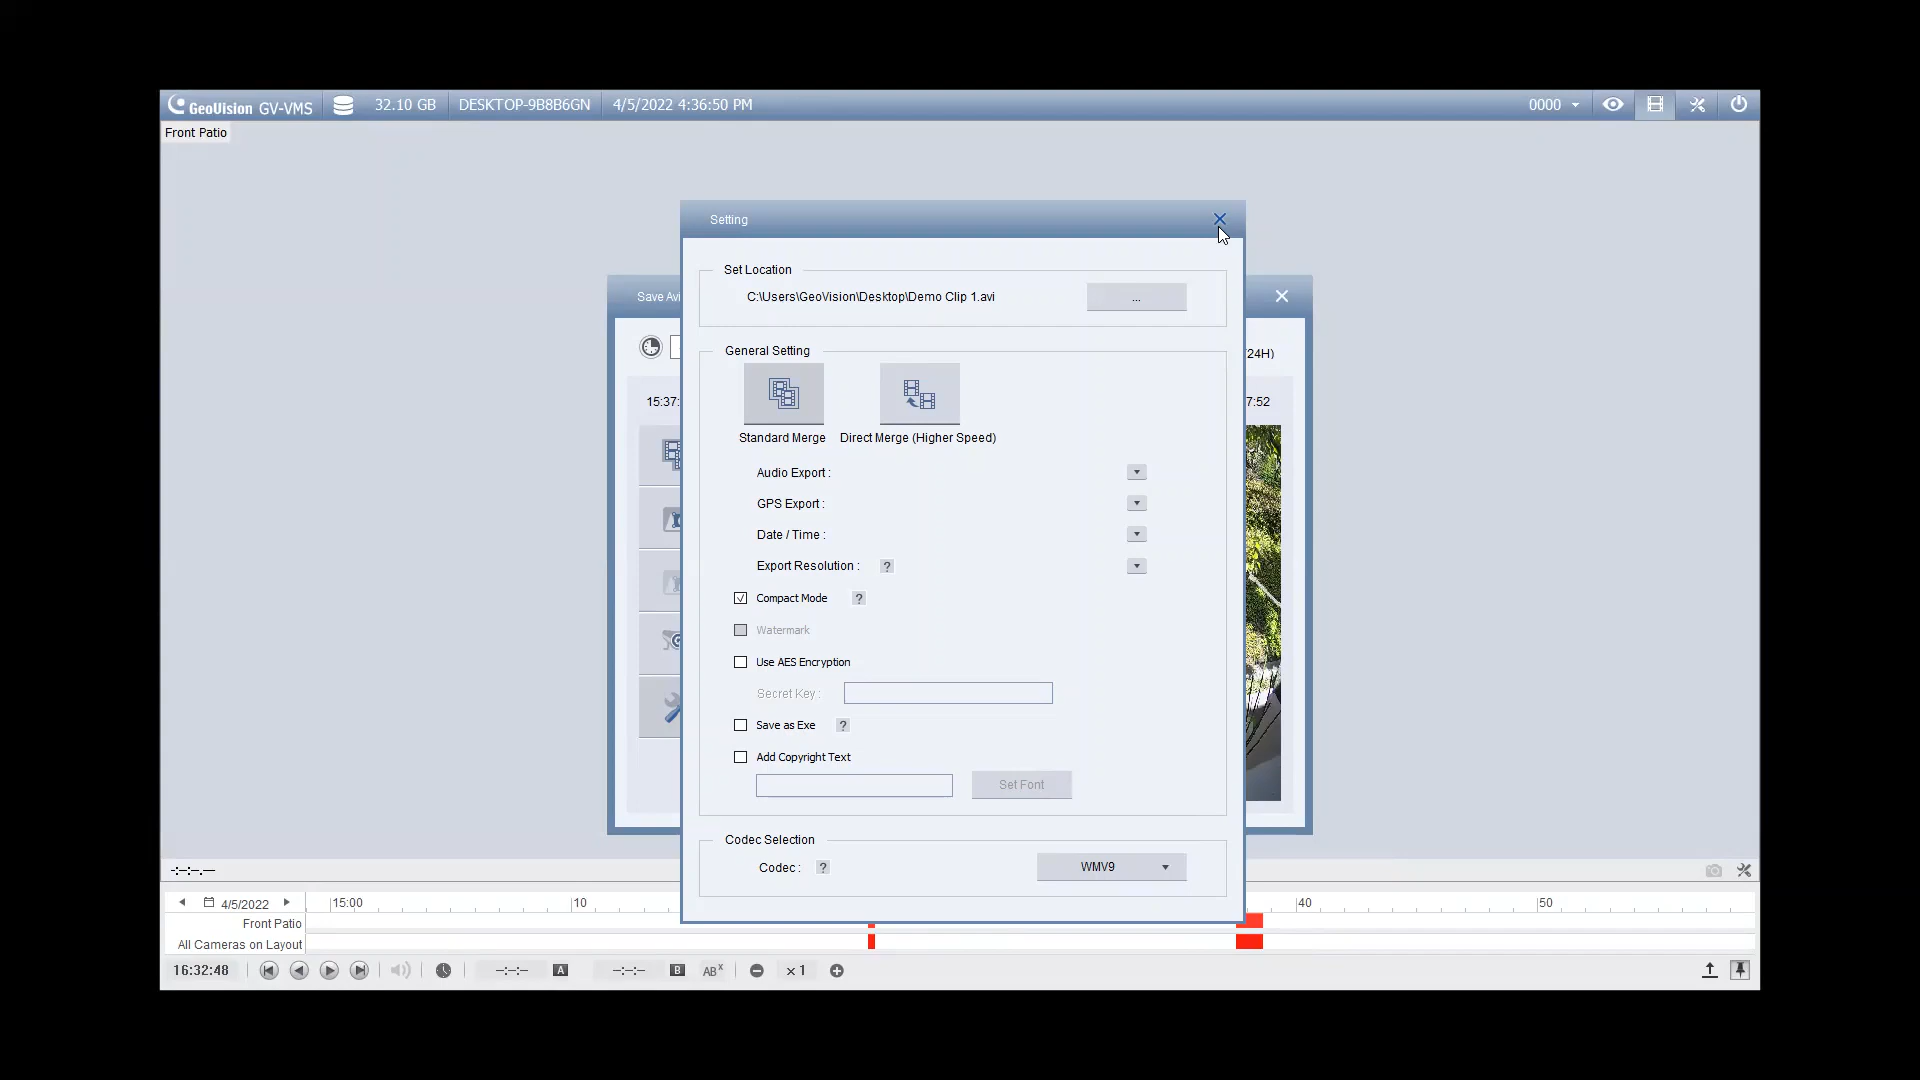 GeoVision GV-VMS 32.10 GB DESKTOP-9B8B6GN 4/5/2022 4:36:50 PM 0000
Front Patio
Setting
Set Location
Save Avi
C:\Users\GeoVision\Desktop\Demo Clip 1.avi ...
General Setting
24H)
15:37: 7:52
Standard Merge Direct Merge (Higher Speed)
Audio Export :
GPS Export :
Date / Time :
Export Resolution : ?
Compact Mode ?
Watermark
Use AES Encryption
Secret Key :
Save as Exe ?
Add Copyright Text
Set Font
Codec Selection
Codec : ? WMV9
-:--:--.---
4/5/2022 15:00 10 40 50
Front Patio
All Cameras on Layout
16:32:48 --:--:-- A --:--:-- B ABx x 1